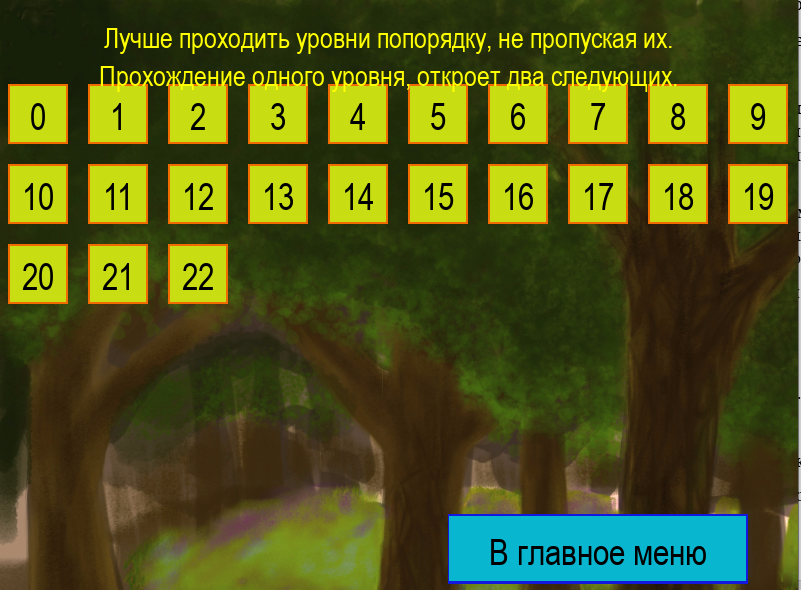 Лучше проходить уровни попорядку, не пропуская их.
Прохождение одного уровня, откроет два следующих.
0 1 2 3 4 5 6 7 8 9
10 11 12 13 14 15 16 17 18 19
20 21 22
В главное меню